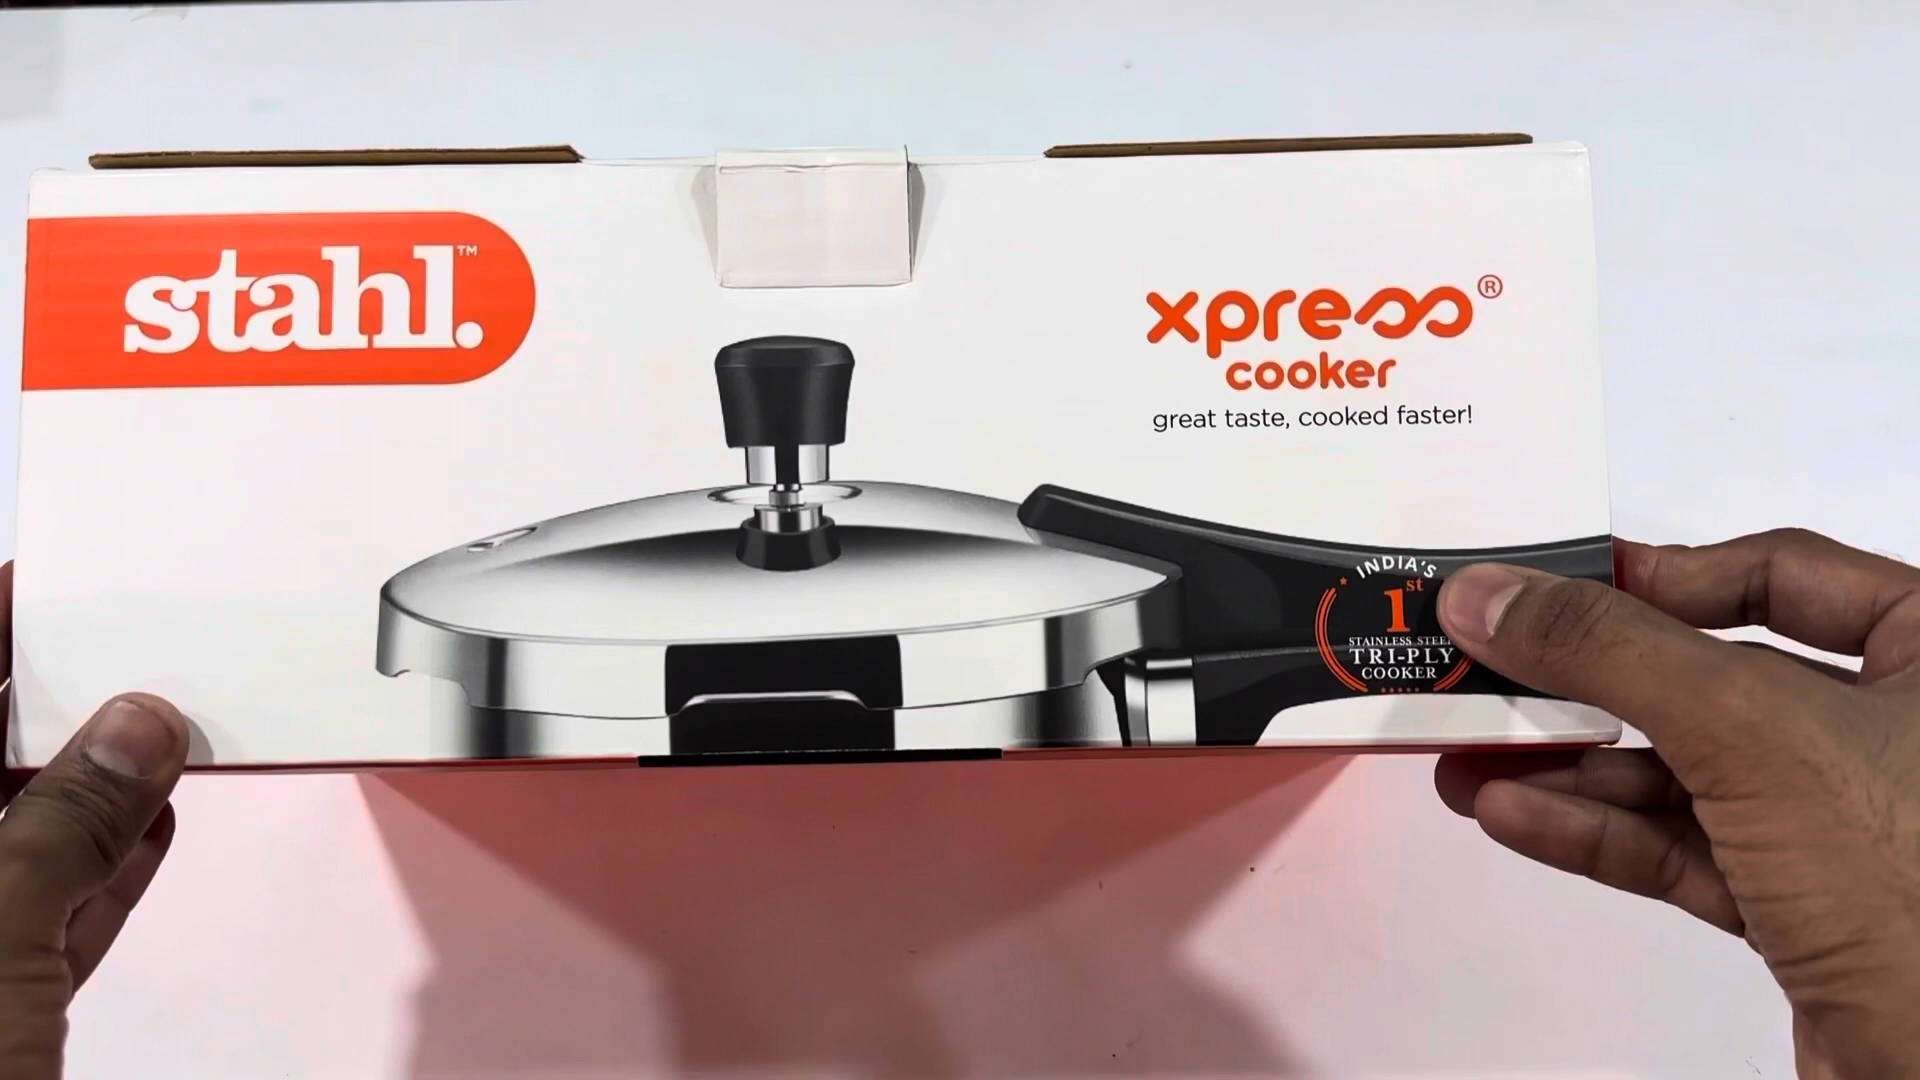 stahl.™
xpress®
cooker
great taste, cooked faster!
INDIA'S
1st
STAINLESS STEEL
TRI-PLY
COOKER